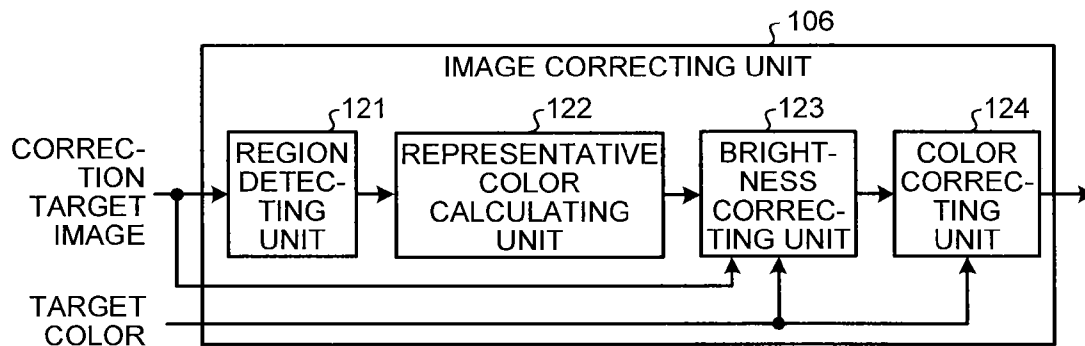 106
IMAGE CORRECTING UNIT
121
122
123
124
CORREC-
TION
TARGET
IMAGE
REGION
DETEC-
TING
UNIT
REPRESENTATIVE
COLOR
CALCULATING
UNIT
BRIGHT-
NESS
CORREC-
TING UNIT
COLOR
CORREC-
TING
UNIT
TARGET
COLOR